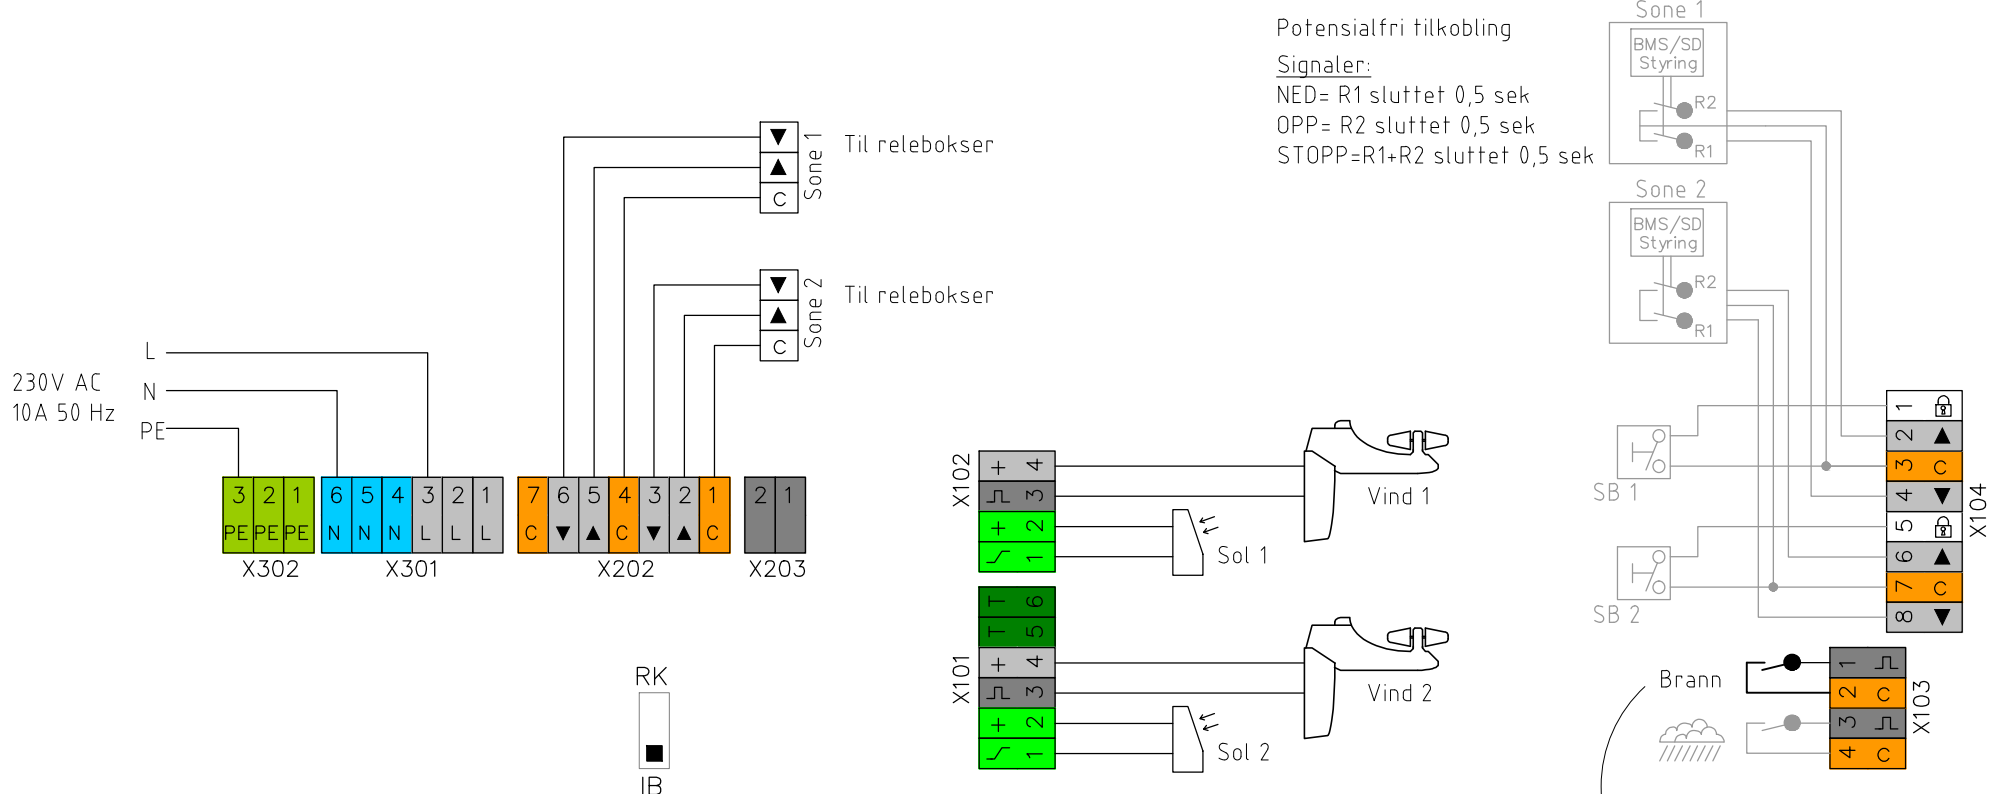 Potensialfri tilkobling
Signaler:
NED= R1 sluttet 0,5 sek
OPP= R2 sluttet 0,5 sek
STOPP=R1+R2 sluttet 0,5 sek
Sone 1
BMS/SD
Styring
R2
R1
Sone 2
BMS/SD
Styring
R2
R1
C
Sone 1
Til relebokser
C
Sone 2
Til relebokser
230V AC
10A 50 Hz
L
N
PE
3 2 1
PE PE PE
X302
6 5 4 3 2 1
N N N L L L
X301
7 6 5 4 3 2 1
C C C
X202
2 1
X203
RK
IB
X102
+ 4
3
+ 2
1
Vind 1
Sol 1
X101
T 6
T 5
+ 4
3
+ 2
1
Vind 2
Sol 2
SB 1
SB 2
1
2
3 C
4
5
6
7 C
8
X104
Brann
1
2 C
3
4 C
X103